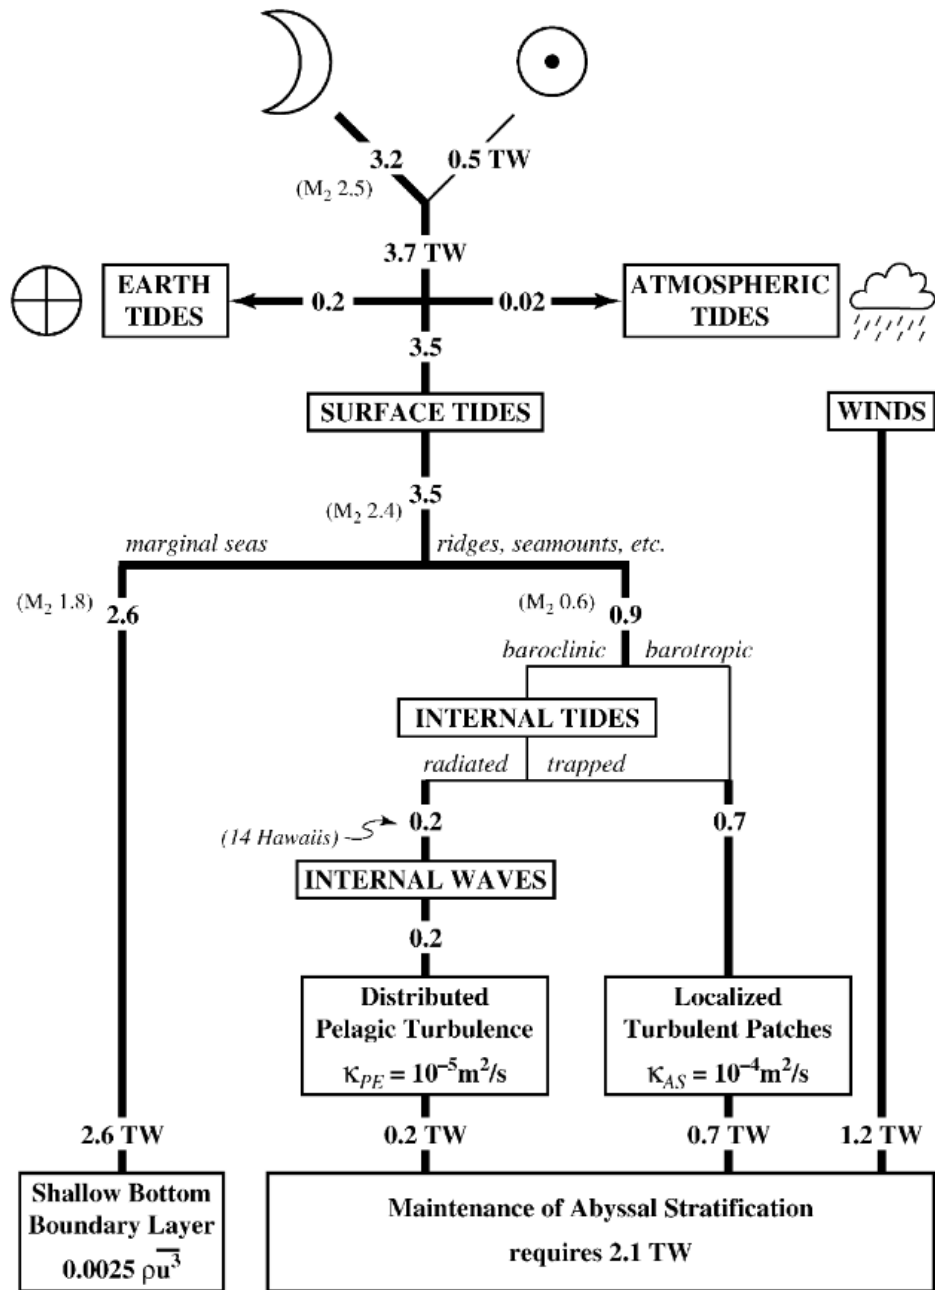 3.2 0.5 TW
(M₂ 2.5)
3.7 TW
EARTH
TIDES
0.2
0.02
ATMOSPHERIC
TIDES
3.5
SURFACE TIDES
WINDS
3.5
(M₂ 2.4)
marginal seas
ridges, seamounts, etc.
(M₂ 1.8)
2.6
(M₂ 0.6)
0.9
baroclinic
barotropic
INTERNAL TIDES
radiated
trapped
(14 Hawaiis)
0.2
0.7
INTERNAL WAVES
0.2
Distributed
Pelagic Turbulence
κ_PE = 10⁻⁵m²/s
Localized
Turbulent Patches
κ_AS = 10⁻⁴m²/s
2.6 TW
0.2 TW
0.7 TW
1.2 TW
Shallow Bottom
Boundary Layer
0.0025 ρu̅³̅
Maintenance of Abyssal Stratification
requires 2.1 TW